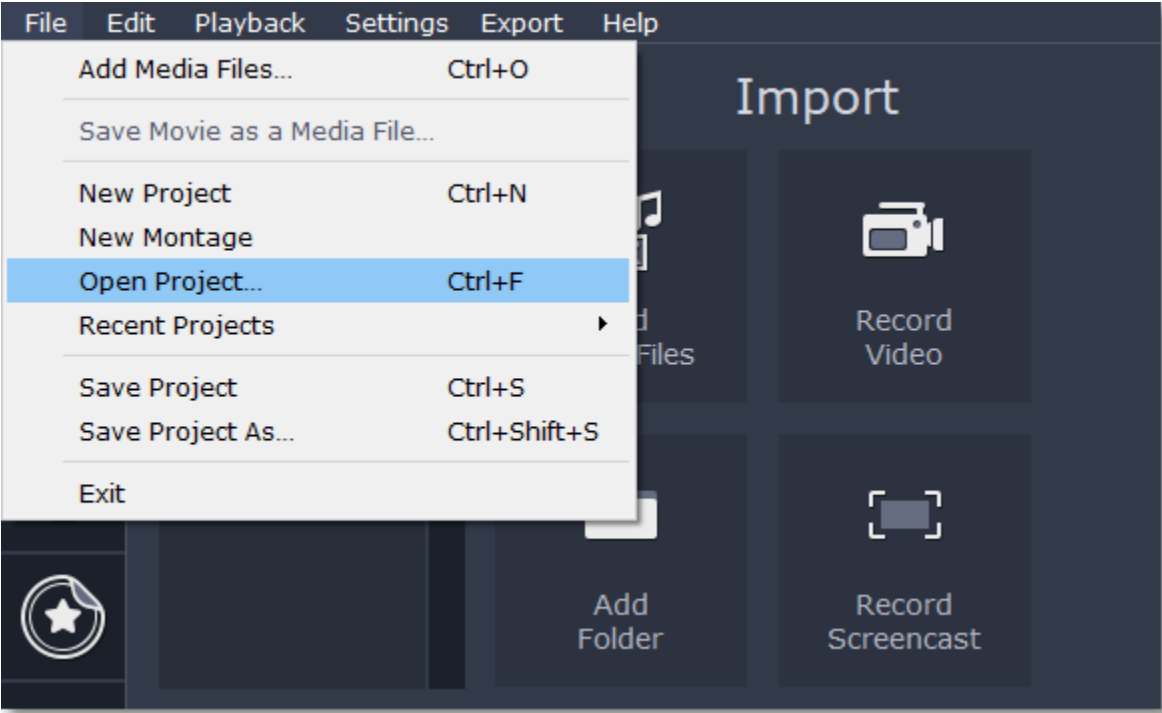 File Edit Playback Settings Export Help
Add Media Files... Ctrl+O
Save Movie as a Media File...
New Project Ctrl+N
New Montage
Open Project... Ctrl+F
Recent Projects
Save Project Ctrl+S
Save Project As... Ctrl+Shift+S
Exit
Import
Files
Record
Video
Add
Folder
Record
Screencast